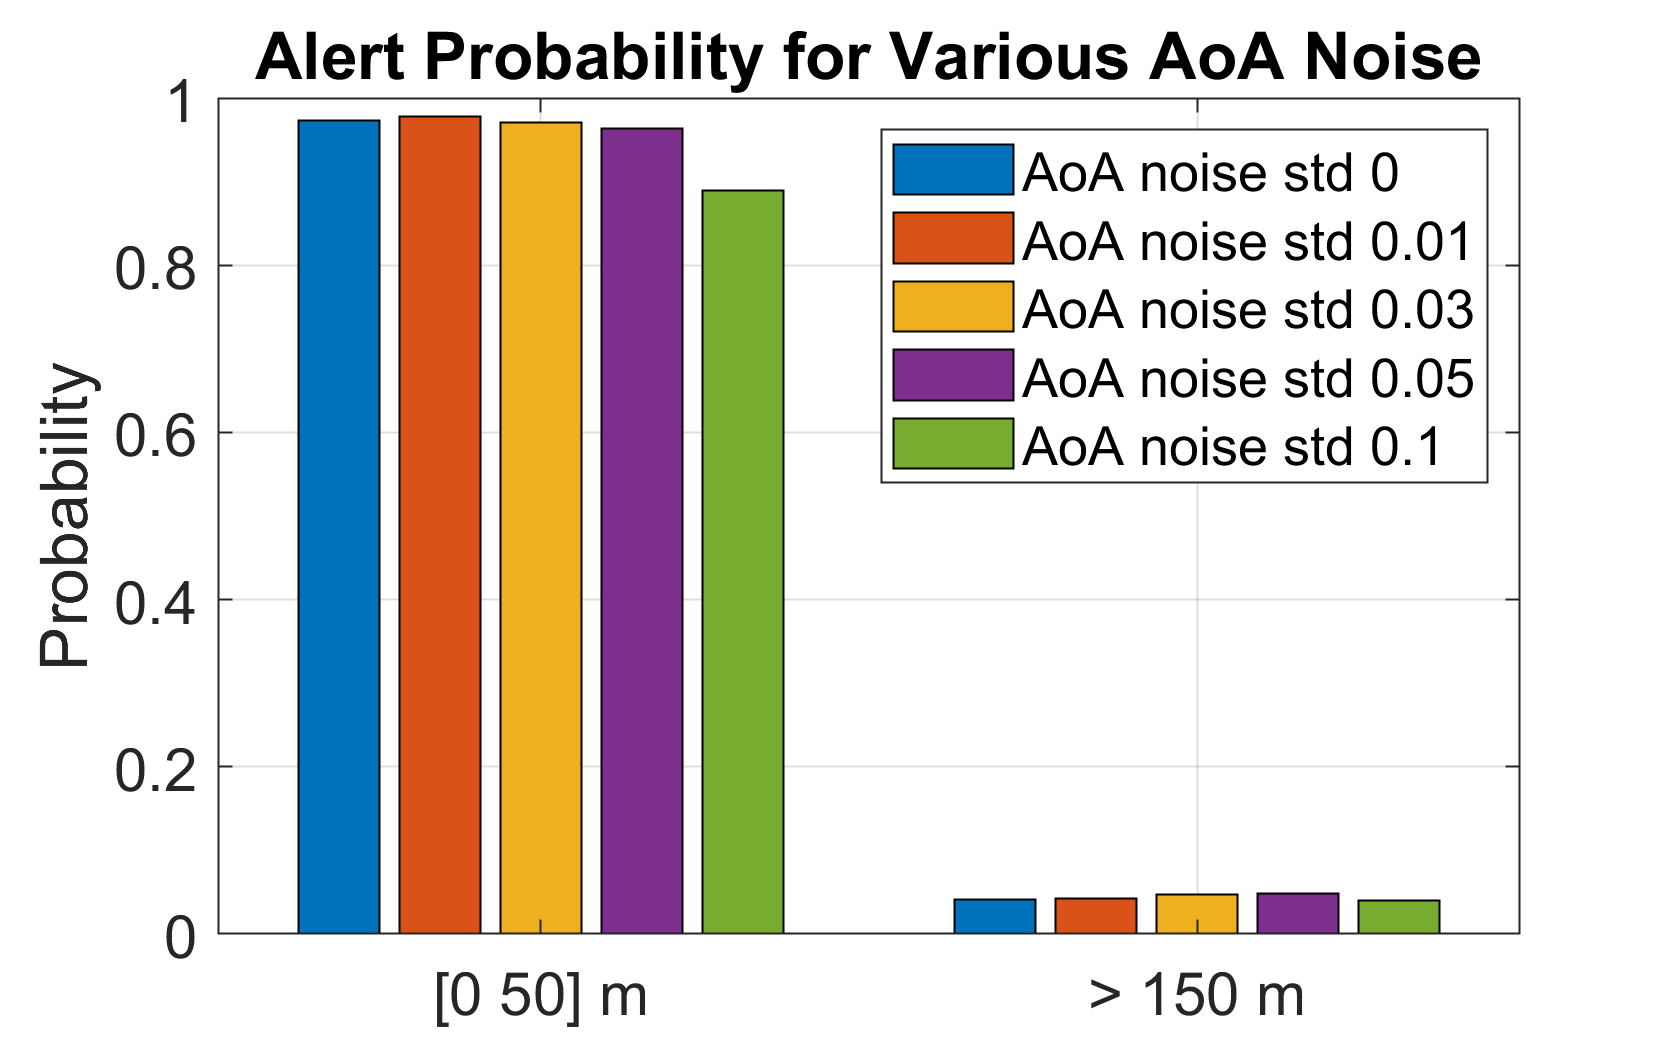 Alert Probability for Various AoA Noise
1
0.8
0.6
0.4
0.2
0
Probability
AoA noise std 0
AoA noise std 0.01
AoA noise std 0.03
AoA noise std 0.05
AoA noise std 0.1
[0 50] m
> 150 m